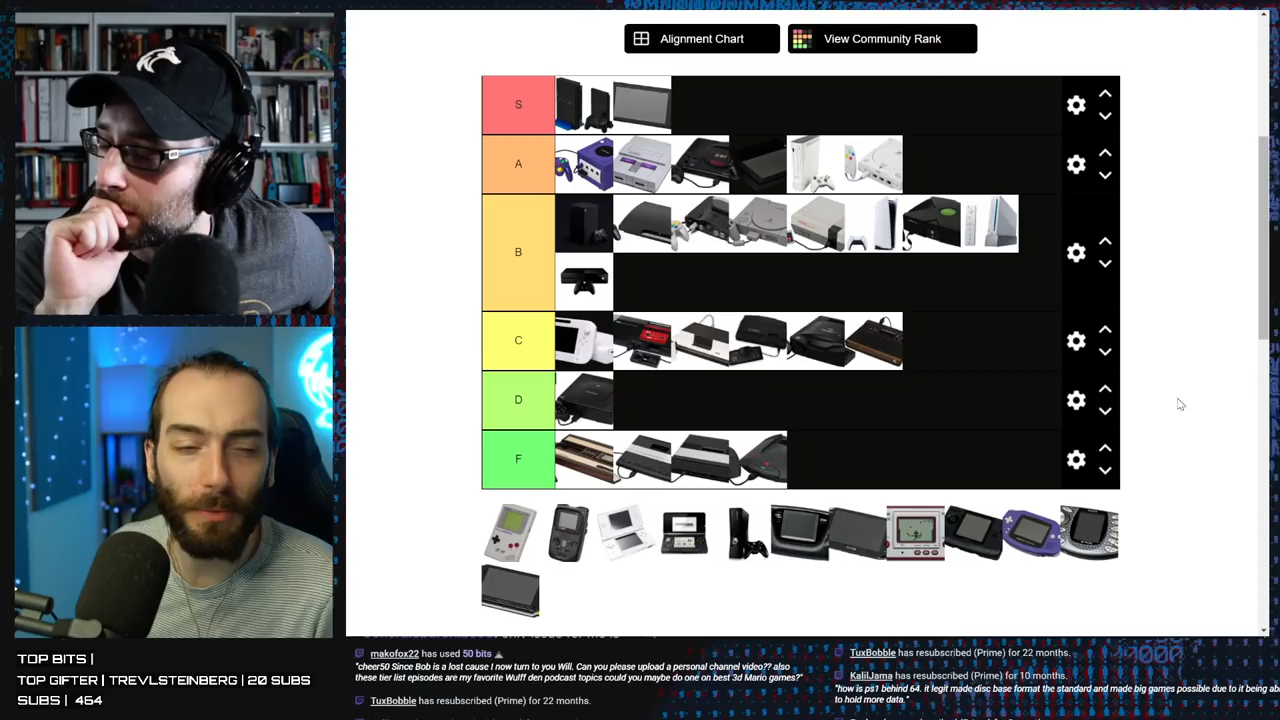 Alignment Chart
View Community Rank
S
A
B
C
D
F
TOP BITS |
TOP GIFTER | TREVLSTEINBERG | 20 SUBS
SUBS | 464
makofox22 has used 50 bits
"cheer50 Since Bob is a lost cause I now turn to you Will. Can you please upload a personal channel video?? also
these tier list episodes are my favorite Wulff den podcast topics could you maybe do one on best 3d Mario games?"
TuxBobble has resubscribed (Prime) for 22 months.
TuxBobble has resubscribed (Prime) for 22 months.
KalilJama has resubscribed (Prime) for 10 months.
"how is ps1 behind 64. it legit made disc base format the standard and made big games possible due to it being ab
to hold more data."